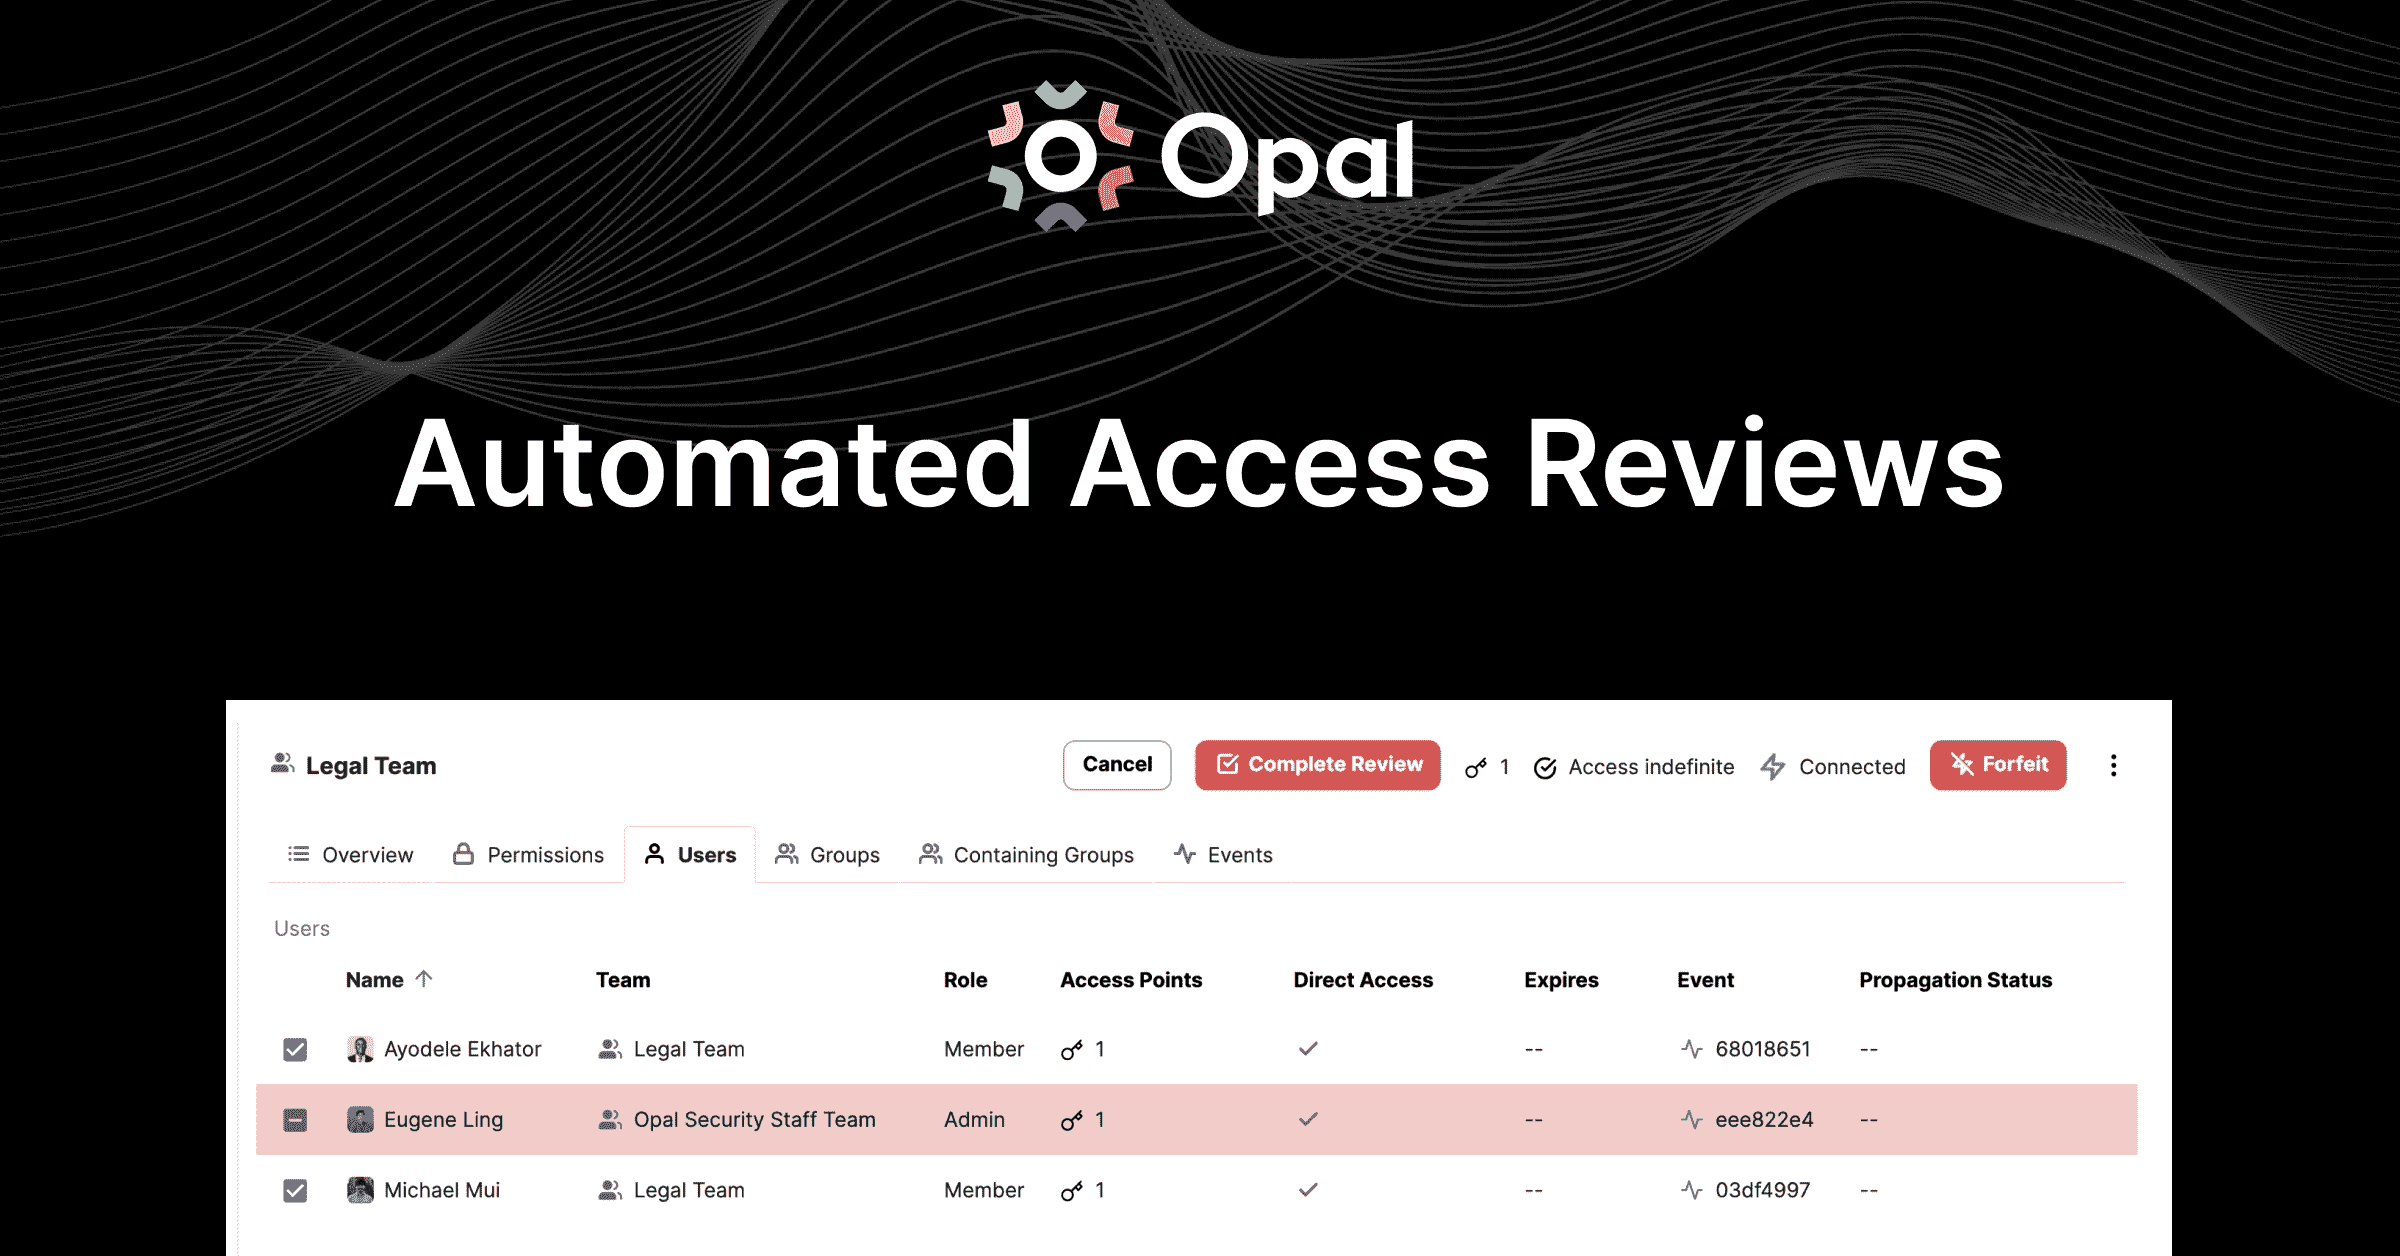 Opal
Automated Access Reviews
Legal Team
Cancel
Complete Review
1
Access indefinite
Connected
Forfeit
Overview
Permissions
Users
Groups
Containing Groups
Events
Users
Name Team Role Access Points Direct Access Expires Event Propagation Status
Ayodele Ekhator Legal Team Member 1 -- 68018651 --
Eugene Ling Opal Security Staff Team Admin 1 -- eee822e4 --
Michael Mui Legal Team Member 1 -- 03df4997 --